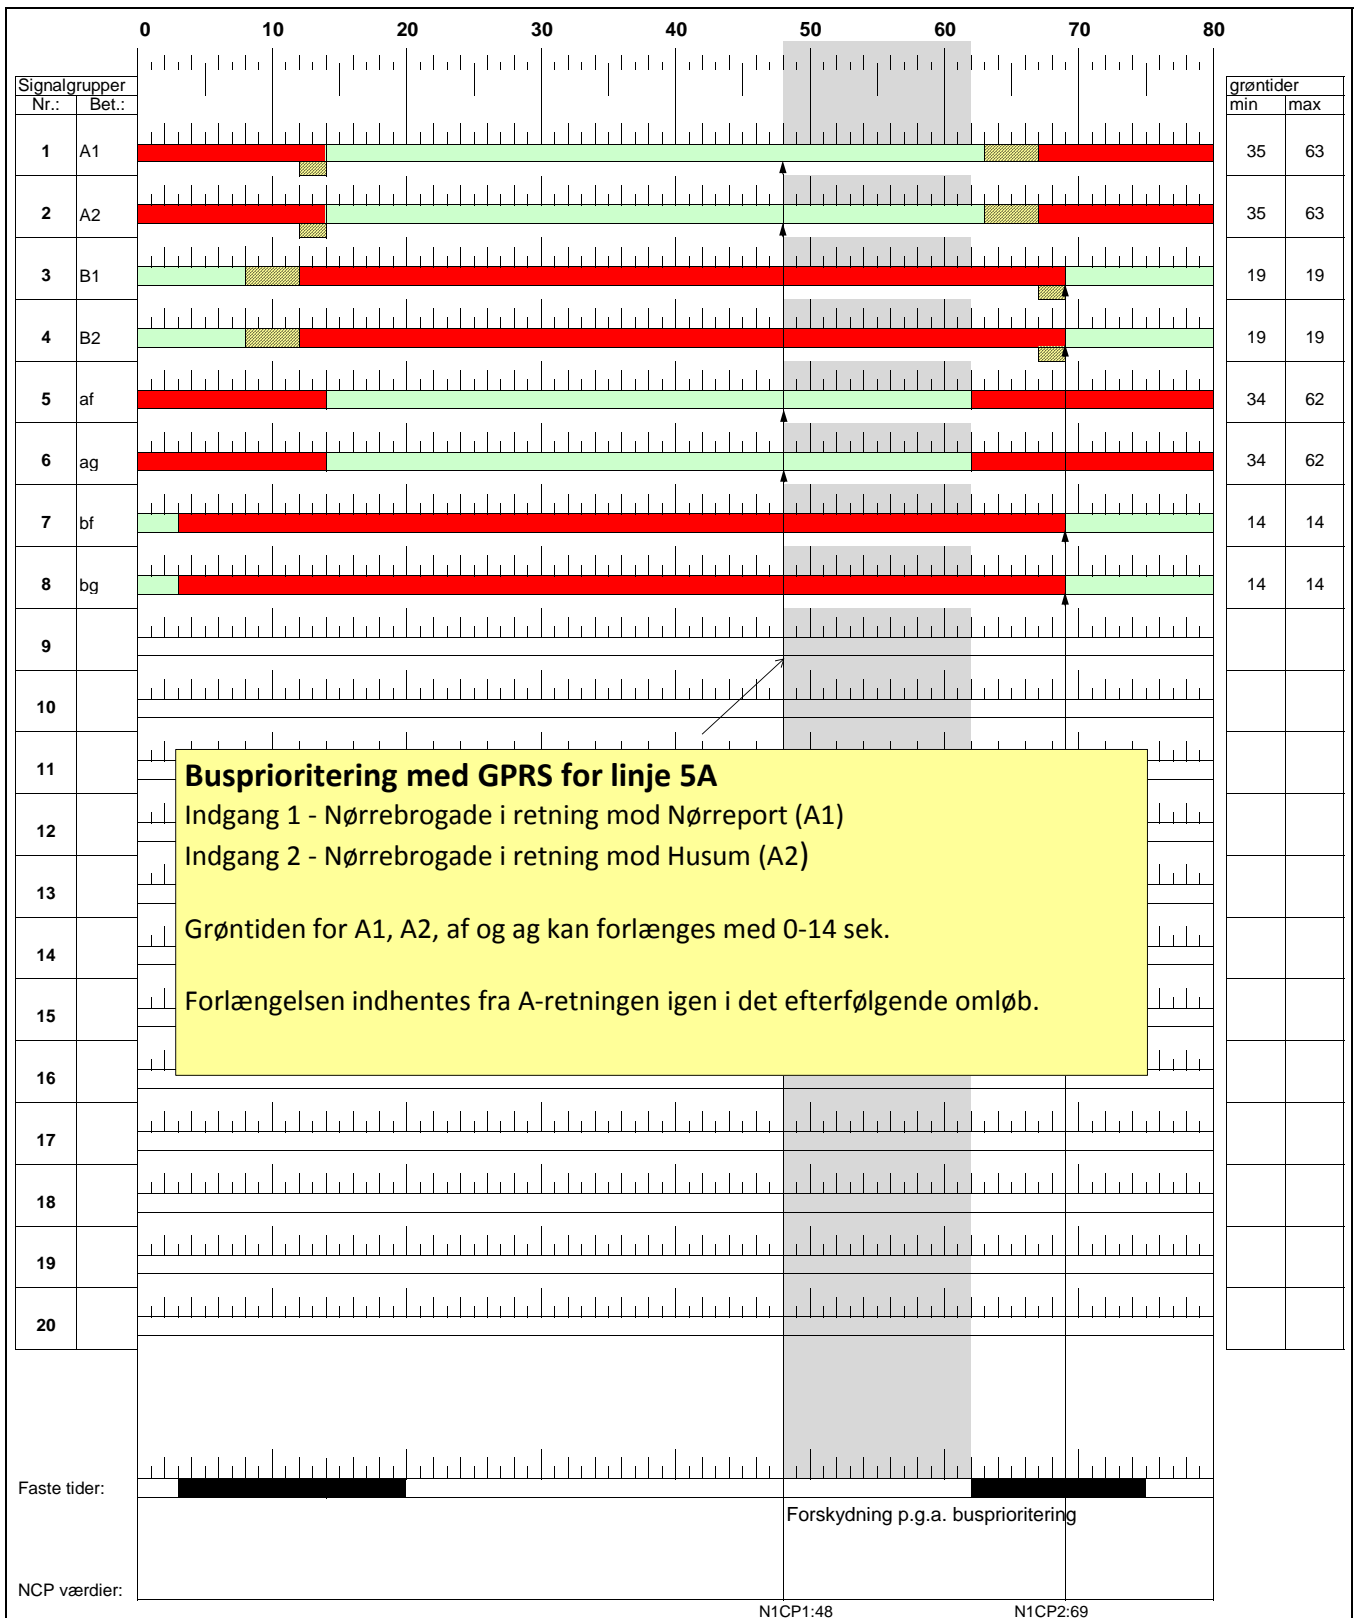 0 10 20 30 40 50 60 70 80
Signalgrupper grøntider
Nr.: Bet.: min max
1 A1 35 63
2 A2 35 63
3 B1 19 19
4 B2 19 19
5 af 34 62
6 ag 34 62
7 bf 14 14
8 bg 14 14
9
10
11
12
13
14
15
16
17
18
19
20
Busprioritering med GPRS for linje 5A
Indgang 1 - Nørrebrogade i retning mod Nørreport (A1)
Indgang 2 - Nørrebrogade i retning mod Husum (A2)
Grøntiden for A1, A2, af og ag kan forlænges med 0-14 sek.
Forlængelsen indhentes fra A-retningen igen i det efterfølgende omløb.
Faste tider:
Forskydning p.g.a. busprioritering
NCP værdier:
N1CP1:48 N1CP2:69